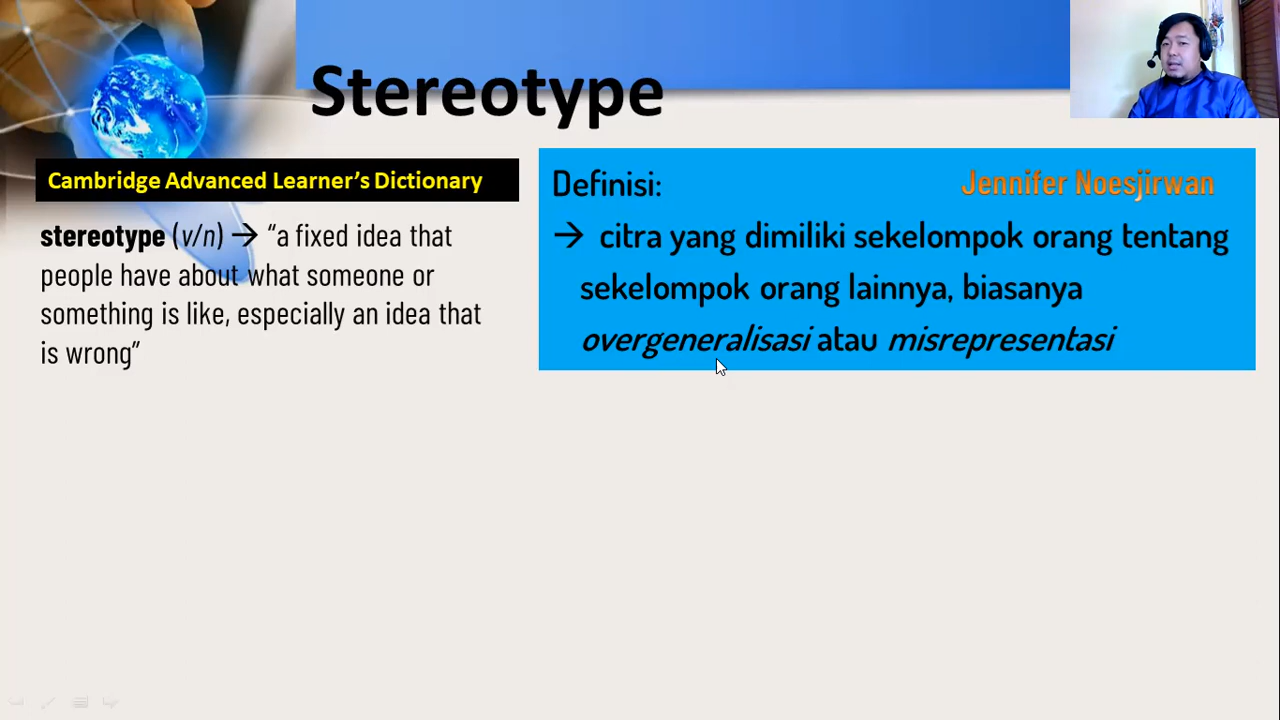 Stereotype
Cambridge Advanced Learner's Dictionary
stereotype (v/n) → “a fixed idea that
people have about what someone or
something is like, especially an idea that
is wrong”
Definisi:
Jennifer Noesjirwan
→ citra yang dimiliki sekelompok orang tentang
sekelompok orang lainnya, biasanya
overgeneralisasi atau misrepresentasi